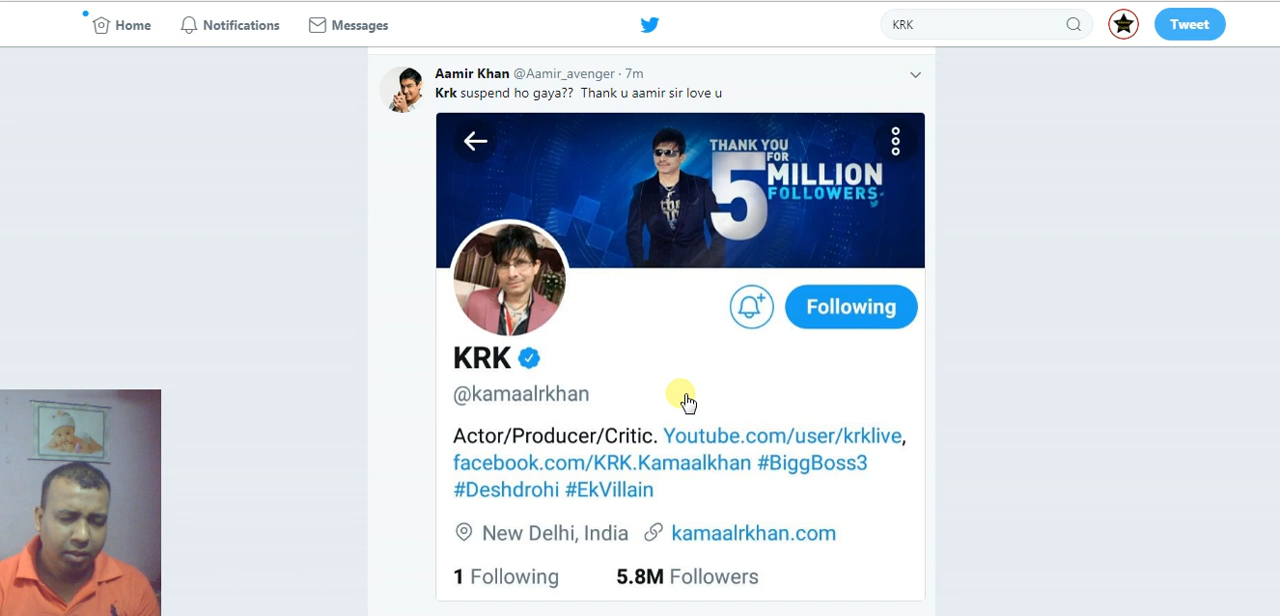 Home Notifications Messages KRK Tweet
Aamir Khan @Aamir_avenger · 7m
Krk suspend ho gaya?? Thank u aamir sir love u
THANK YOU
FOR
5 MILLION
FOLLOWERS
Following
KRK
@kamaalrkhan
Actor/Producer/Critic. Youtube.com/user/krklive,
facebook.com/KRK.Kamaalkhan #BiggBoss3
#Deshdrohi #EkVillain
New Delhi, India kamaalrkhan.com
1 Following 5.8M Followers